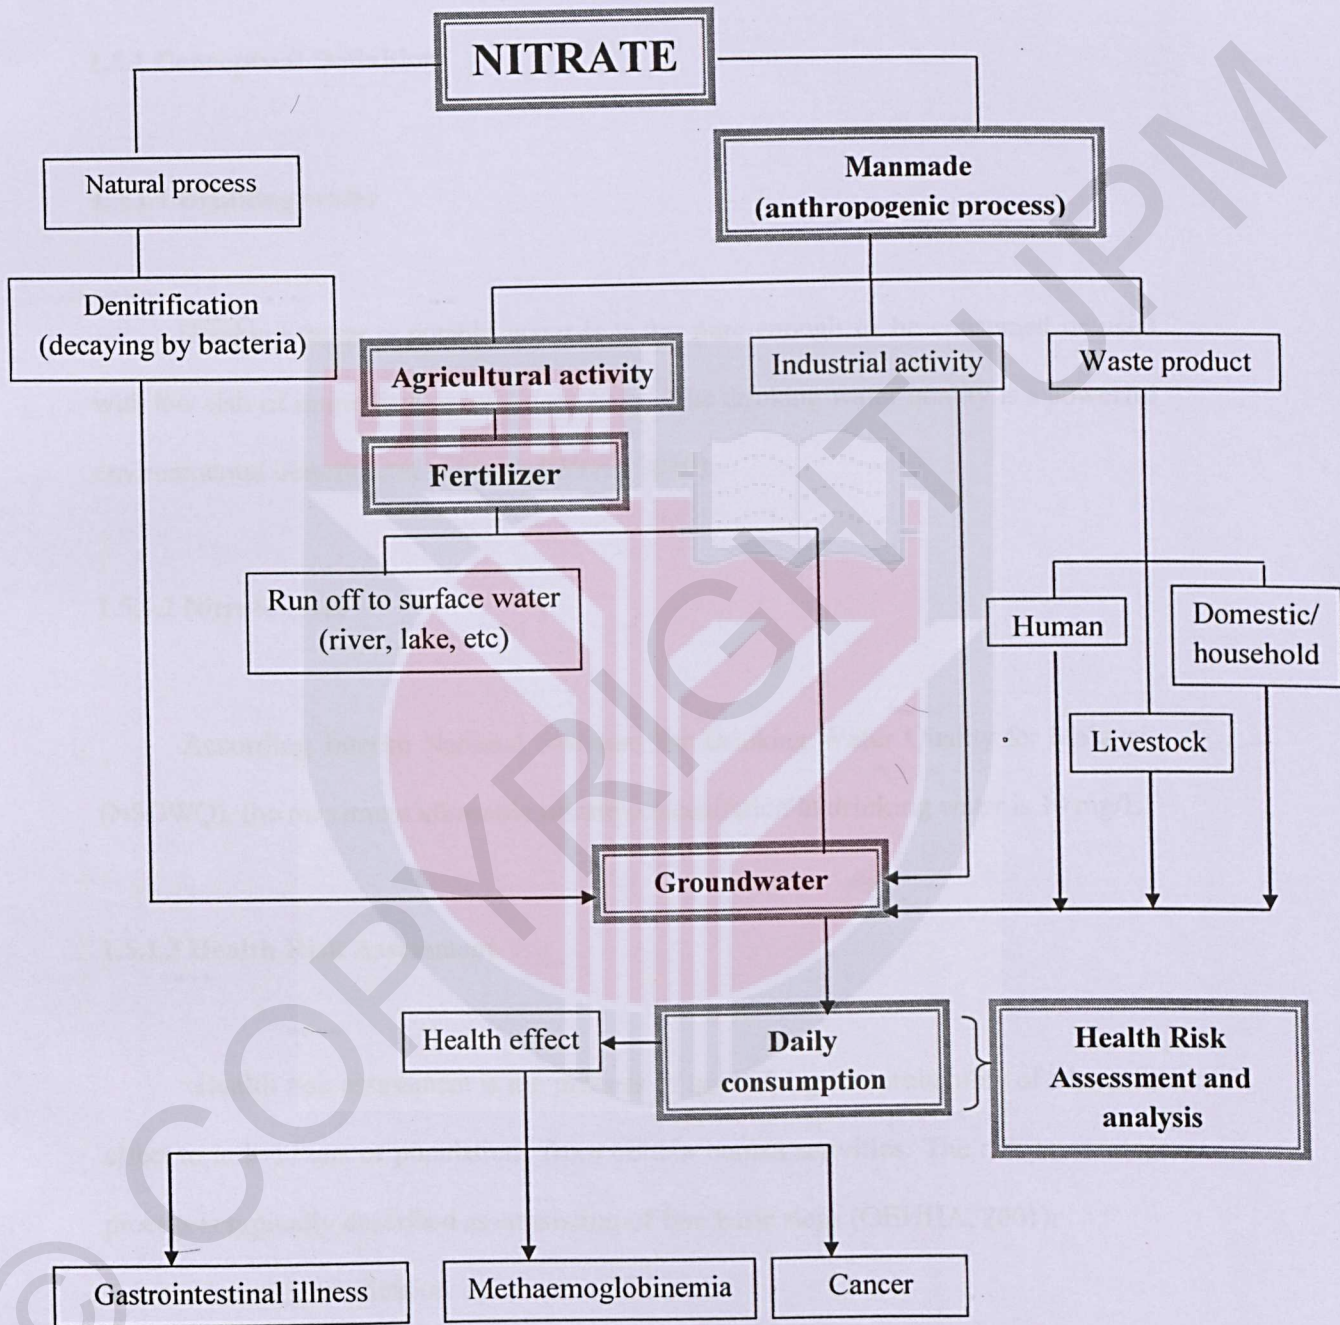 NITRATE
Natural process
Manmade
(anthropogenic process)
Denitrification
(decaying by bacteria)
Agricultural activity
Industrial activity
Waste product
Fertilizer
Run off to surface water
(river, lake, etc)
Human
Domestic/
household
Livestock
Groundwater
Health effect
Daily
consumption
Health Risk
Assessment and
analysis
Gastrointestinal illness
Methaemoglobinemia
Cancer
© COPYRIGHT UPM